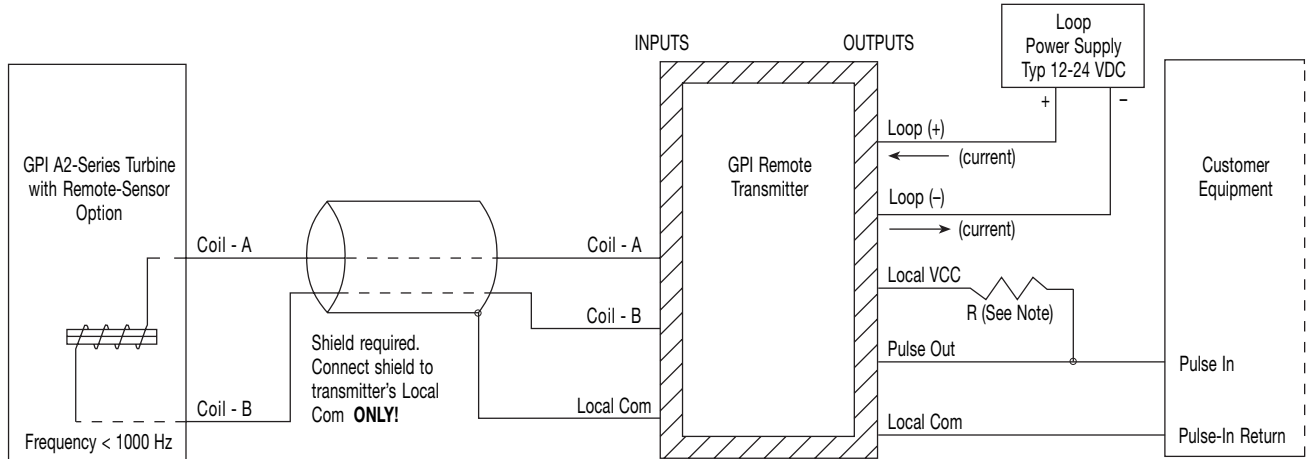 Loop
Power Supply
Typ 12-24 VDC
+
–
INPUTS
OUTPUTS
GPI A2-Series Turbine
with Remote-Sensor
Option
Coil - A
Coil - B
Frequency < 1000 Hz
Shield required.
Connect shield to
transmitter's Local
Com ONLY!
Coil - A
Coil - B
Local Com
GPI Remote
Transmitter
Loop (+)
(current)
Loop (–)
(current)
Local VCC
R (See Note)
Pulse Out
Local Com
Customer
Equipment
Pulse In
Pulse-In Return